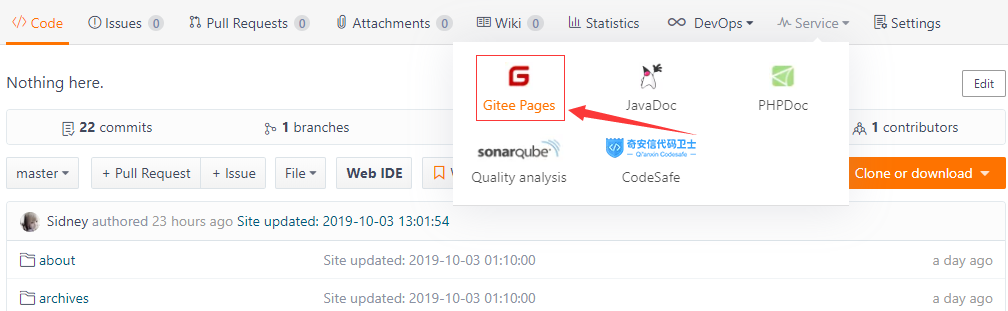 Code Issues 0 Pull Requests 0 Attachments 0 Wiki 0 Statistics DevOps Service Settings
Nothing here.
Edit
Gitee Pages JavaDoc PHPDoc
22 commits 1 branches 1 contributors
sonarqube 奇安信代码卫士
Qi'anxin Codesafe
Quality analysis CodeSafe
master + Pull Request + Issue File Web IDE Clone or download
Sidney authored 23 hours ago Site updated: 2019-10-03 13:01:54
about Site updated: 2019-10-03 01:10:00 a day ago
archives Site updated: 2019-10-03 01:10:00 a day ago